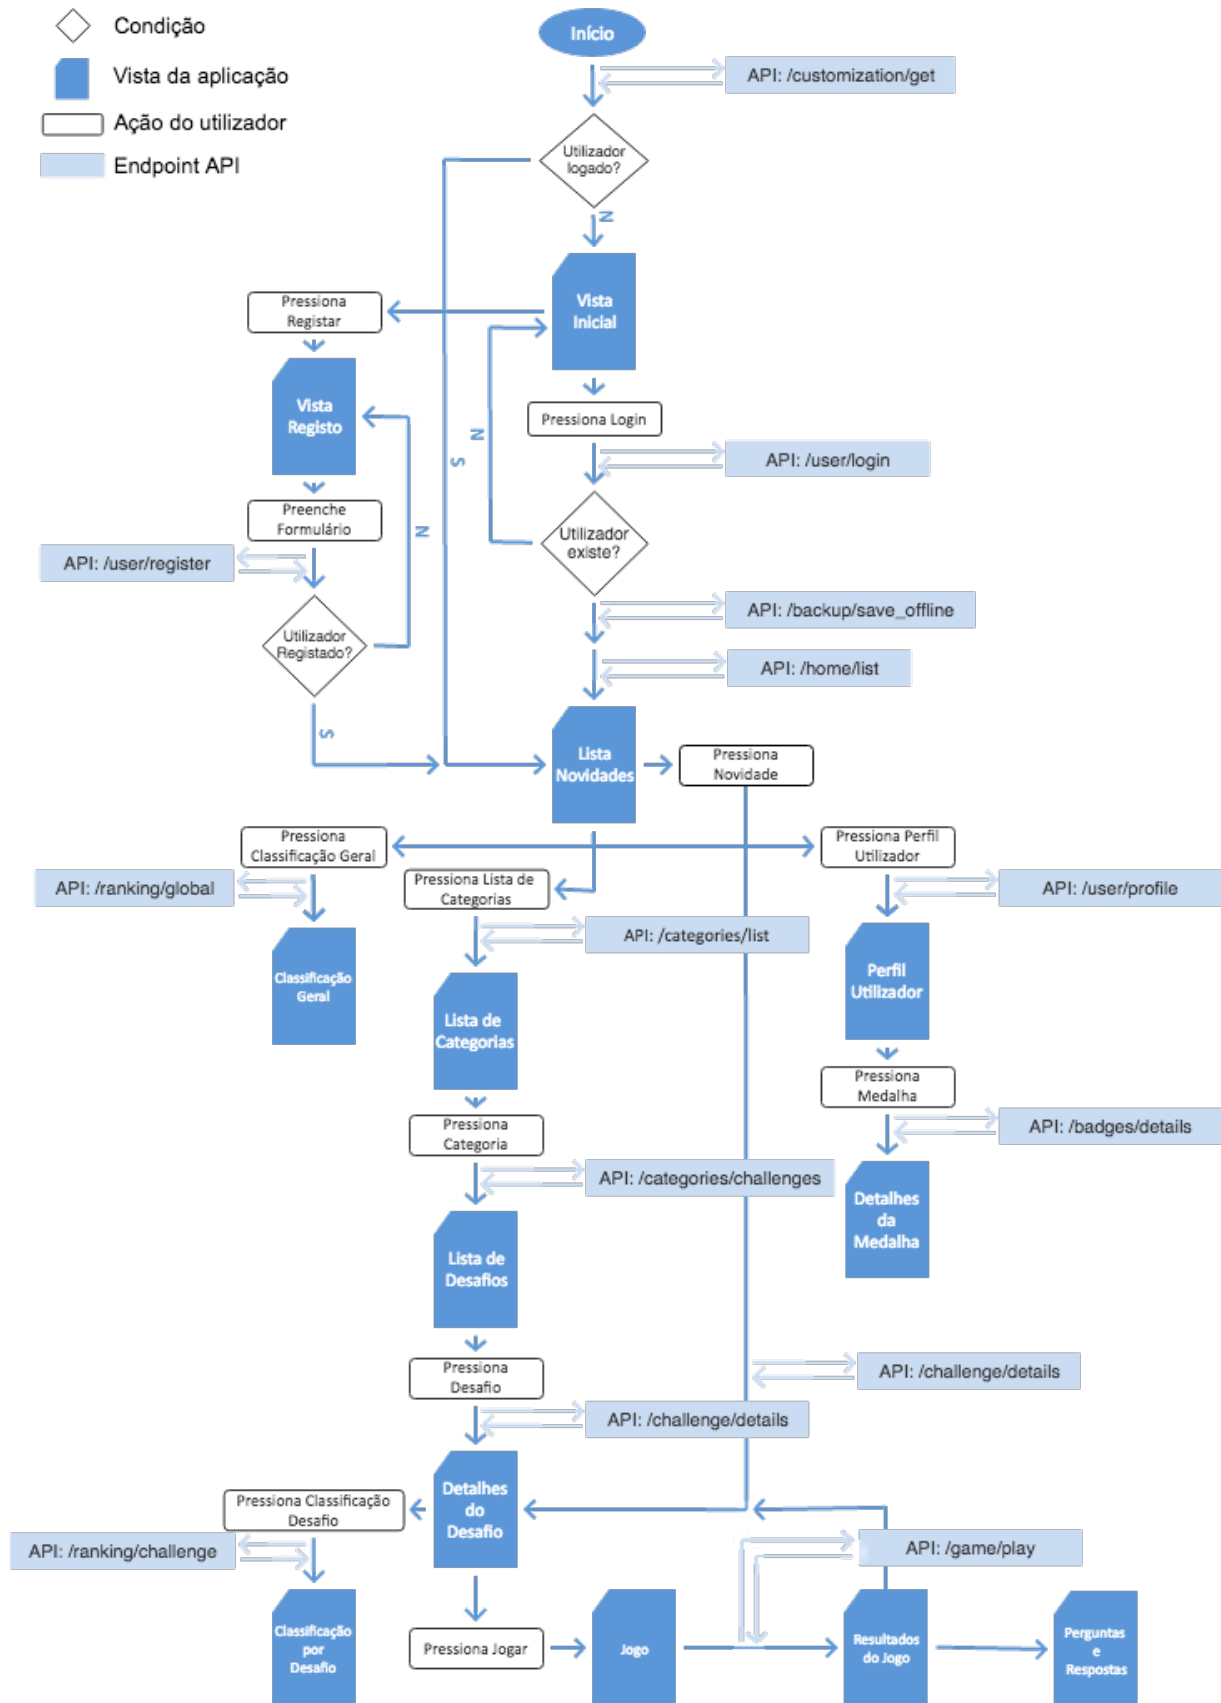 Condição
Vista da aplicação
Ação do utilizador
Endpoint API
Início
API: /customization/get
Utilizador
logado?
N
Vista
Inicial
Pressiona
Registar
Vista
Registo
Pressiona Login
N
S
API: /user/login
Preenche
Formulário
N
Utilizador
existe?
API: /user/register
API: /backup/save_offline
Utilizador
Registado?
API: /home/list
S
Lista
Novidades
Pressiona
Novidade
Pressiona
Classificação Geral
Pressiona Perfil
Utilizador
API: /ranking/global
Pressiona Lista de
Categorias
API: /user/profile
API: /categories/list
Classificação
Geral
Perfil
Utilizador
Lista de
Categorias
Pressiona
Medalha
Pressiona
Categoria
API: /badges/details
API: /categories/challenges
Detalhes
da
Medalha
Lista de
Desafios
Pressiona
Desafio
API: /challenge/details
API: /challenge/details
Pressiona Classificação
Desafio
Detalhes
do
Desafio
API: /ranking/challenge
API: /game/play
Classificação
por
Desafio
Pressiona Jogar
Jogo
Resultados
do Jogo
Perguntas
e
Respostas